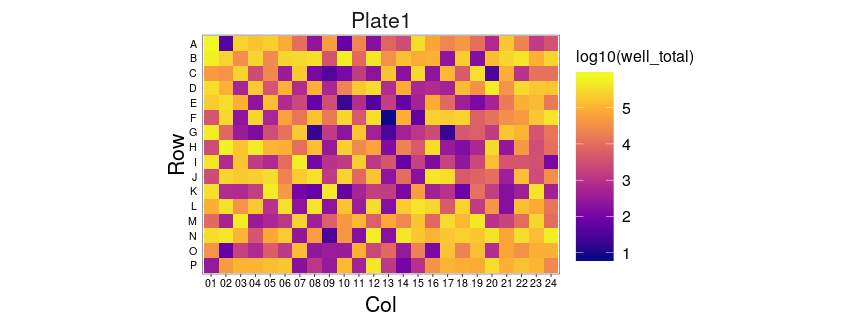 Plate1
Row
A
B
C
D
E
F
G
H
I
J
K
L
M
N
O
P
01 02 03 04 05 06 07 08 09 10 11 12 13 14 15 16 17 18 19 20 21 22 23 24
Col
log10(well_total)
5
4
3
2
1